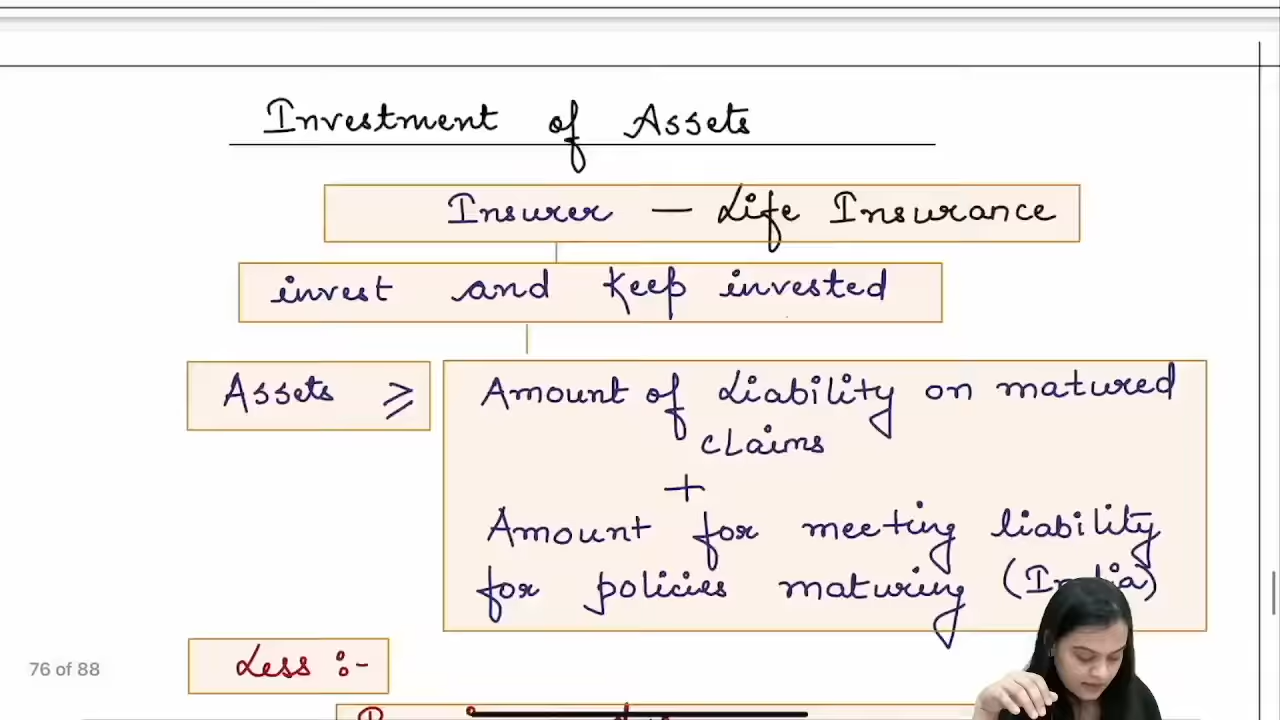 Investment of Assets
Insurer — Life Insurance
invest and Keep invested
Assets ≥
Amount of Liability on matured
claims
+
Amount for meeting liability
for policies maturing (India)
76 of 88
Less :-